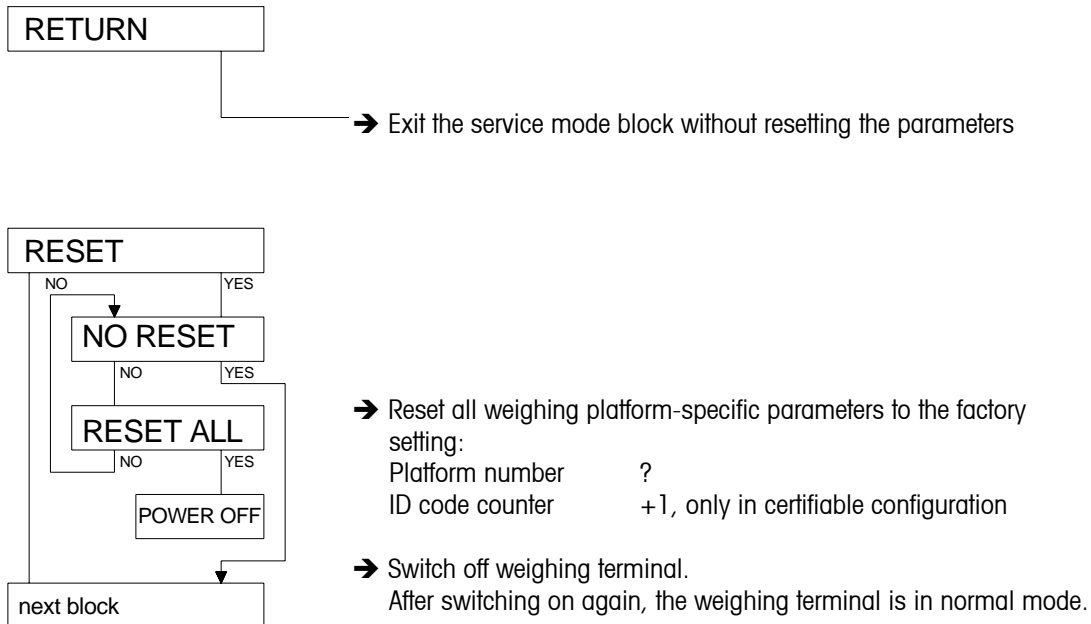 RETURN
➔ Exit the service mode block without resetting the parameters
RESET
NO YES
NO RESET
NO YES
RESET ALL
NO YES
POWER OFF
next block
➔ Reset all weighing platform-specific parameters to the factory
setting:
Platform number ?
ID code counter +1, only in certifiable configuration
➔ Switch off weighing terminal.
After switching on again, the weighing terminal is in normal mode.